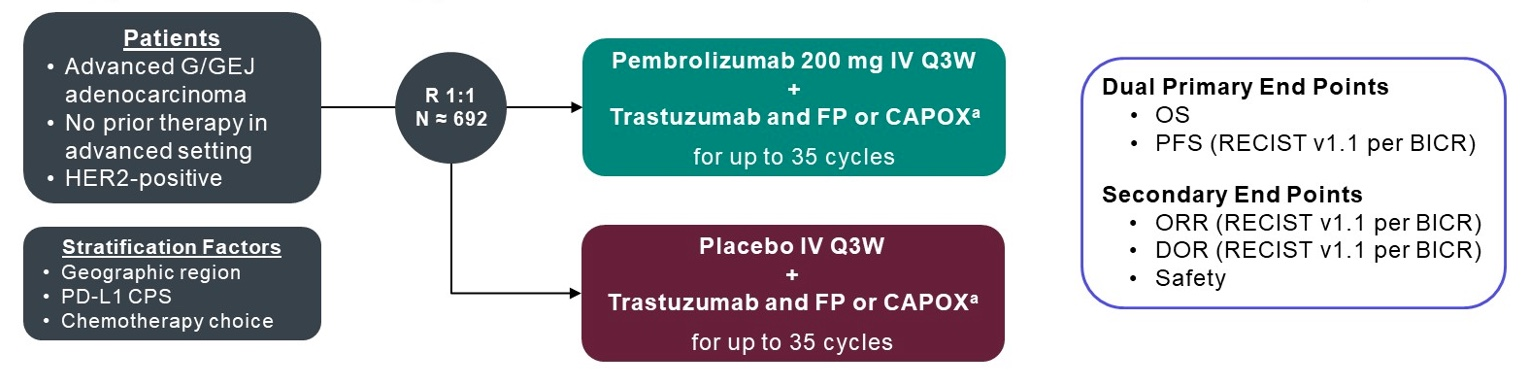 Patients
• Advanced G/GEJ
adenocarcinoma
• No prior therapy in
advanced setting
• HER2-positive
Stratification Factors
• Geographic region
• PD-L1 CPS
• Chemotherapy choice
R 1:1
N ≈ 692
Pembrolizumab 200 mg IV Q3W
+
Trastuzumab and FP or CAPOXᵃ
for up to 35 cycles
Placebo IV Q3W
+
Trastuzumab and FP or CAPOXᵃ
for up to 35 cycles
Dual Primary End Points
• OS
• PFS (RECIST v1.1 per BICR)
Secondary End Points
• ORR (RECIST v1.1 per BICR)
• DOR (RECIST v1.1 per BICR)
• Safety